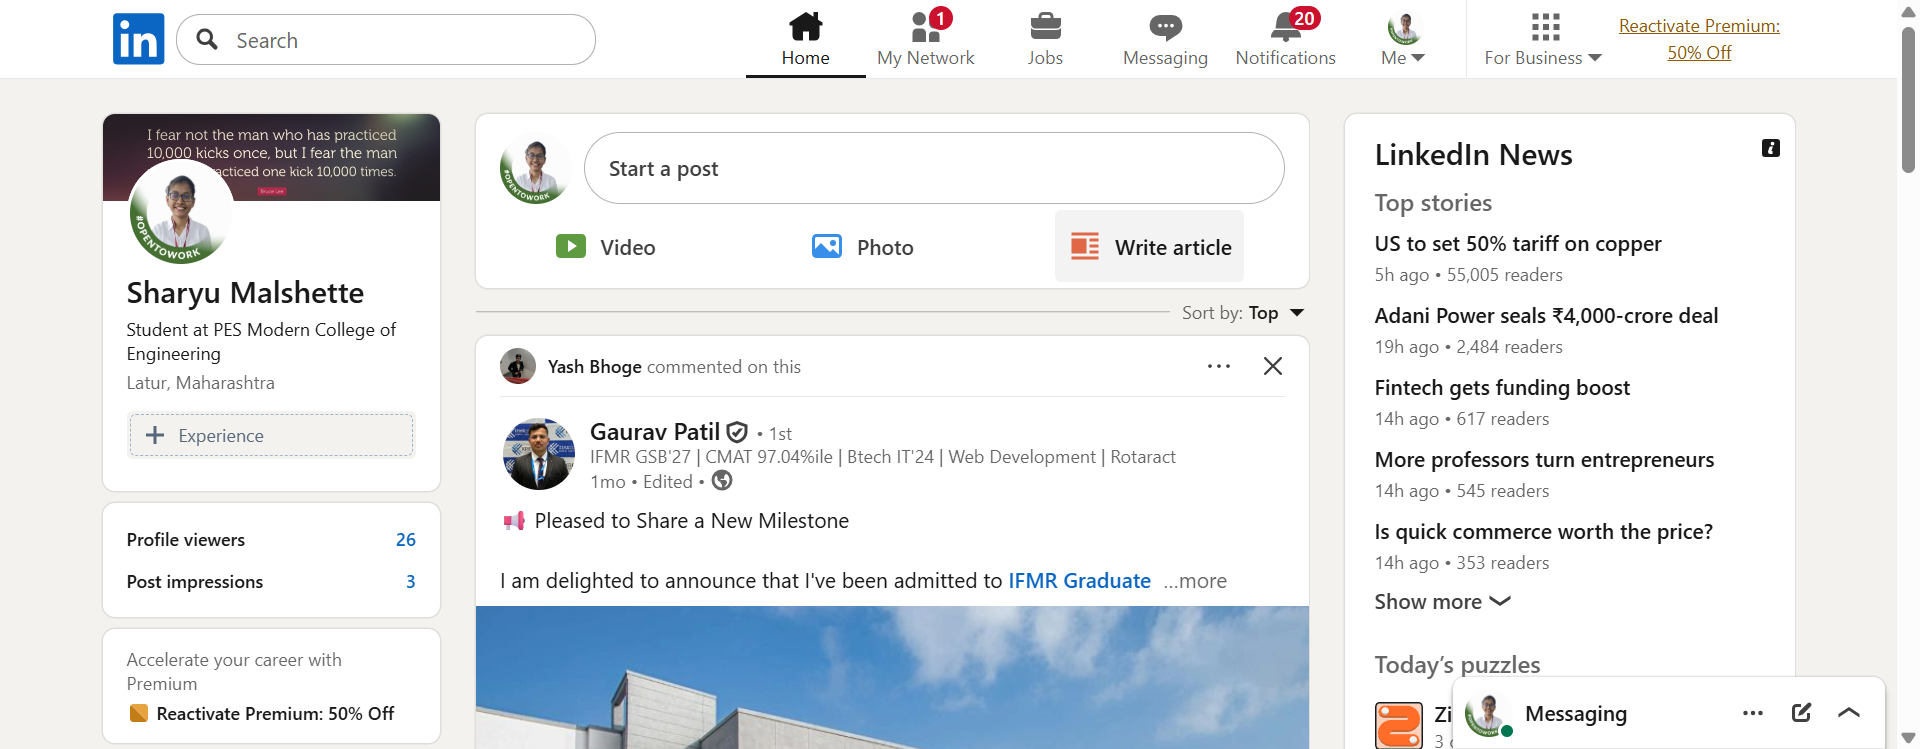 in
Search
Home
1
My Network
Jobs
Messaging
20
Notifications
Me
For Business
Reactivate Premium:
50% Off
I fear not the man who has practiced
10,000 kicks once, but I fear the man
acticed one kick 10,000 times.
Bruce Lee
#OPENTOWORK
Sharyu Malshette
Student at PES Modern College of
Engineering
Latur, Maharashtra
Experience
Profile viewers 26
Post impressions 3
Accelerate your career with
Premium
Reactivate Premium: 50% Off
#OPENTOWORK
Start a post
Video
Photo
Write article
Sort by: Top
Yash Bhoge commented on this
Gaurav Patil • 1st
IFMR GSB'27 | CMAT 97.04%ile | Btech IT'24 | Web Development | Rotaract
1mo • Edited •
Pleased to Share a New Milestone
I am delighted to announce that I've been admitted to IFMR Graduate ...more
LinkedIn News
Top stories
US to set 50% tariff on copper
5h ago • 55,005 readers
Adani Power seals ₹4,000-crore deal
19h ago • 2,484 readers
Fintech gets funding boost
14h ago • 617 readers
More professors turn entrepreneurs
14h ago • 545 readers
Is quick commerce worth the price?
14h ago • 353 readers
Show more
Today’s puzzles
Zi
3
Messaging